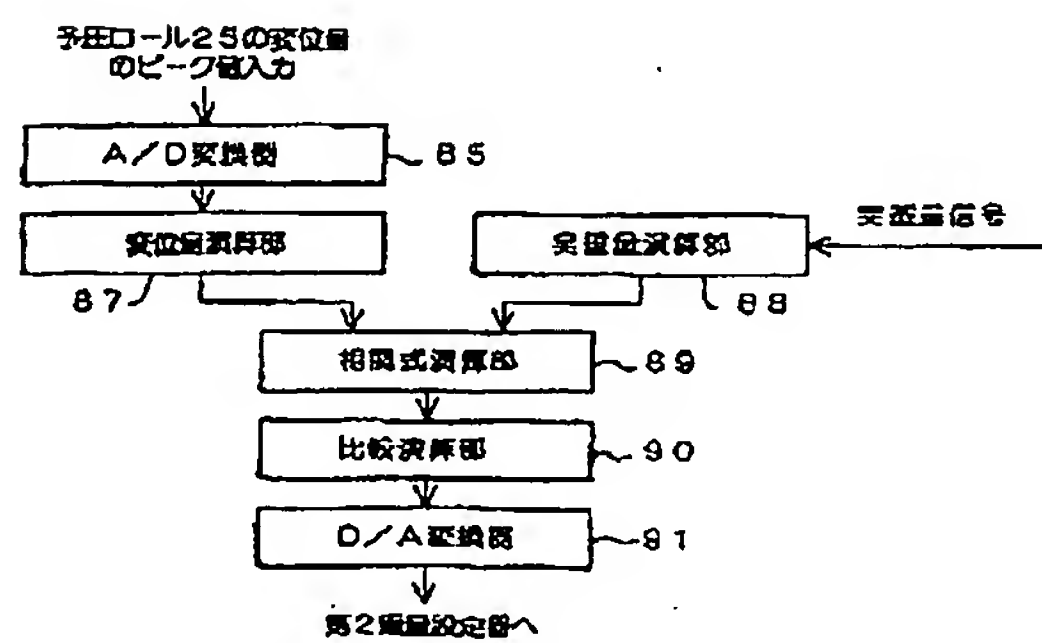 予圧ロール25の変位量
のピーク値入力
A/D変換器
85
変位量演算部
87
実重量演算部
88
実重量信号
相関式演算部
89
比較演算部
90
D/A変換器
91
第2重量設定器へ